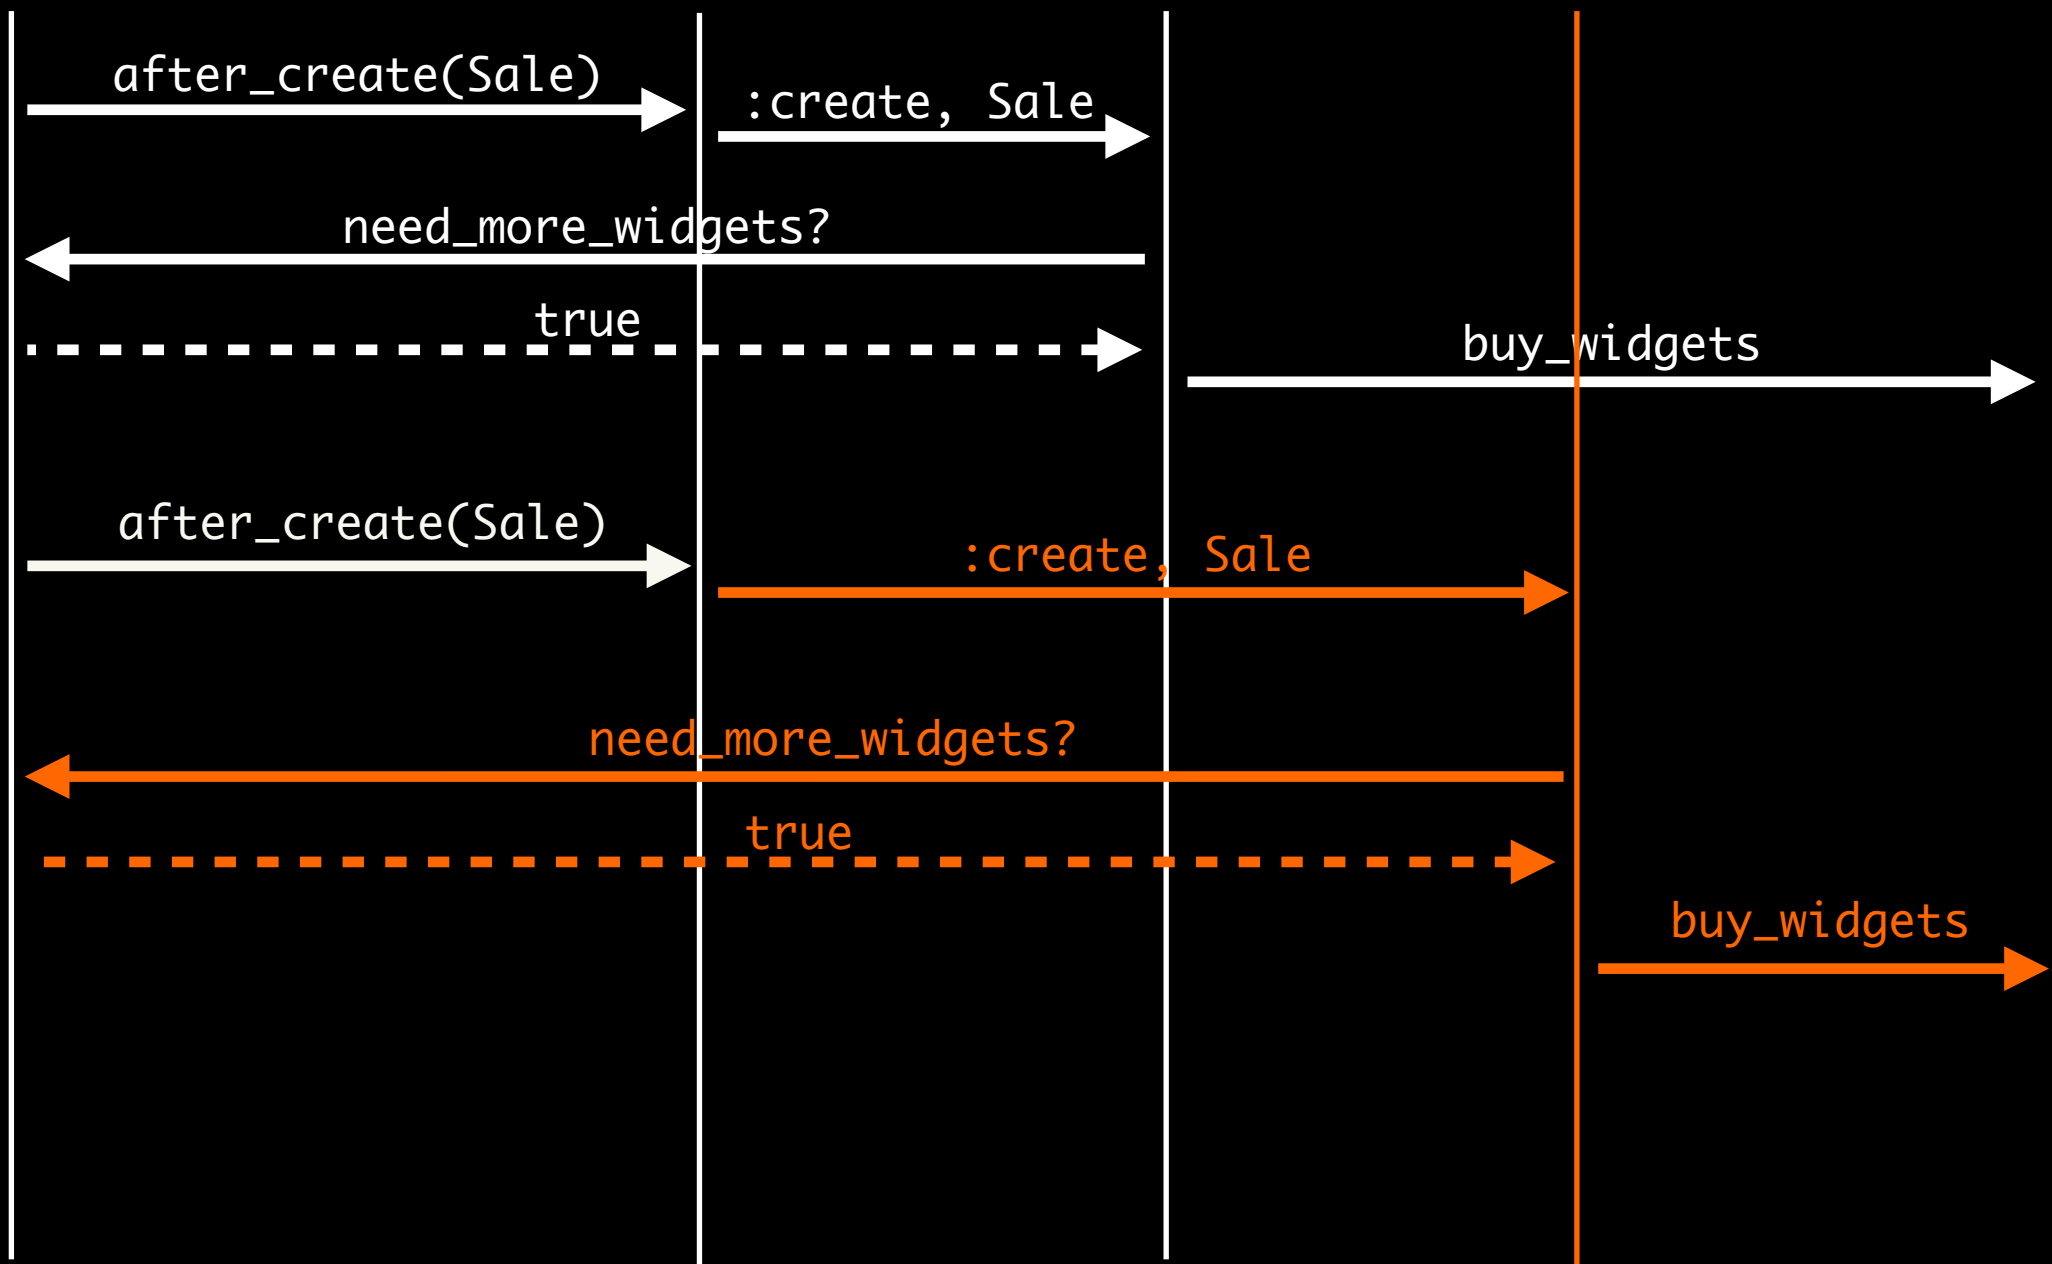 after_create(Sale)
:create, Sale
need_more_widgets?
true
buy_widgets
after_create(Sale)
:create, Sale
need_more_widgets?
true
buy_widgets